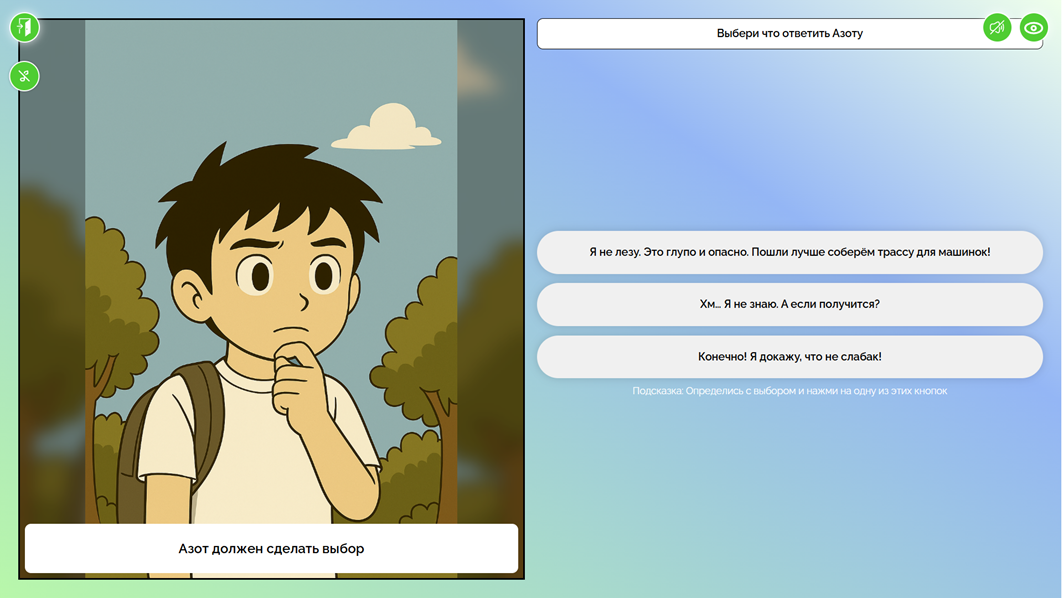 Выбери что ответить Азоту
Я не лезу. Это глупо и опасно. Пошли лучше соберём трассу для машинок!
Хм... Я не знаю. А если получится?
Конечно! Я докажу, что не слабак!
Подсказка: Определись с выбором и нажми на одну из этих кнопок
Азот должен сделать выбор